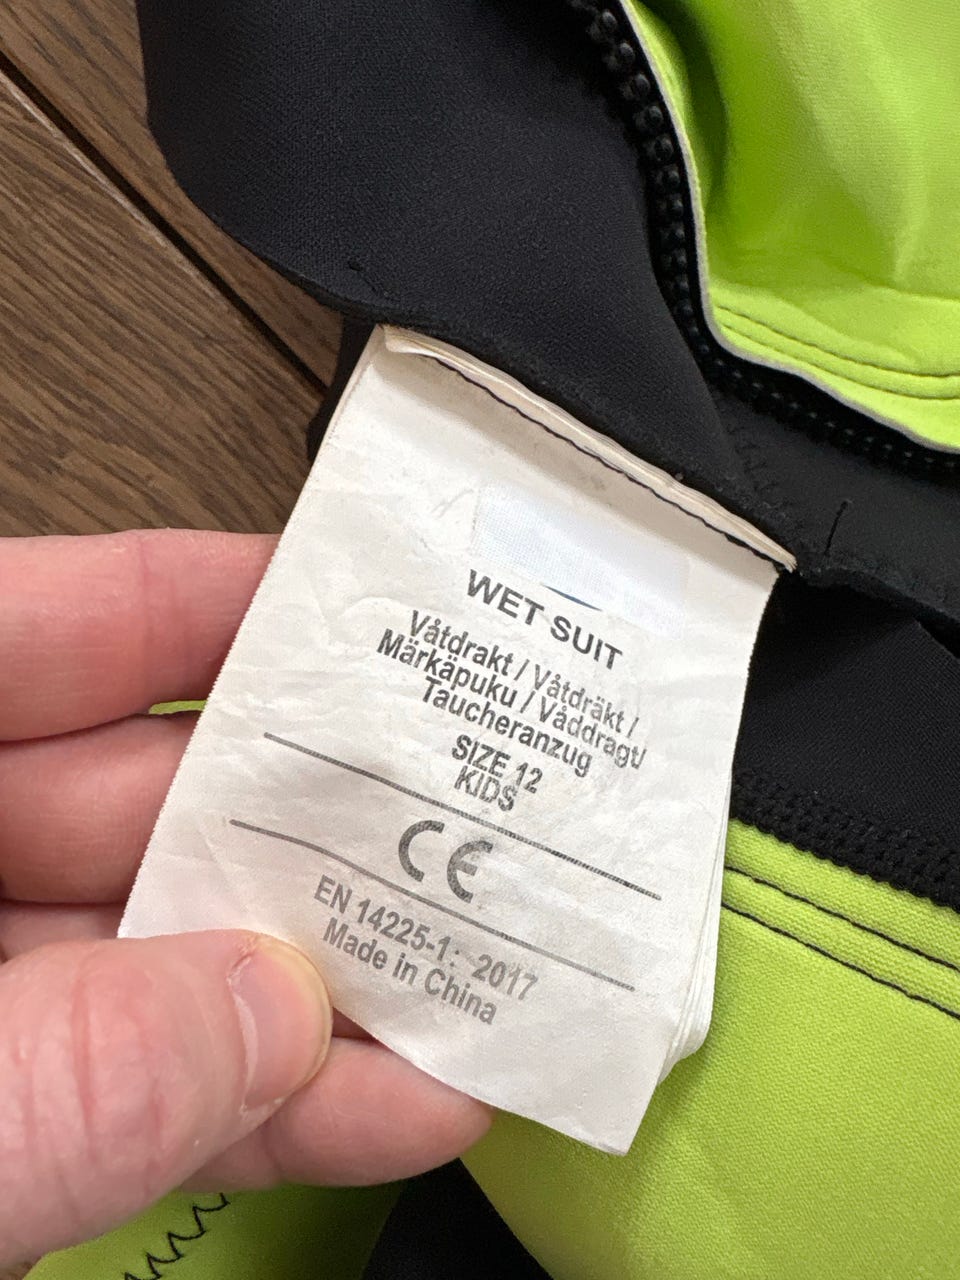 WET SUIT
Våtdrakt / Våtdräkt /
Märkäpuku / Våddragt/
Taucheranzug
SIZE 12
KIDS
CE
EN 14225-1: 2017
Made in China